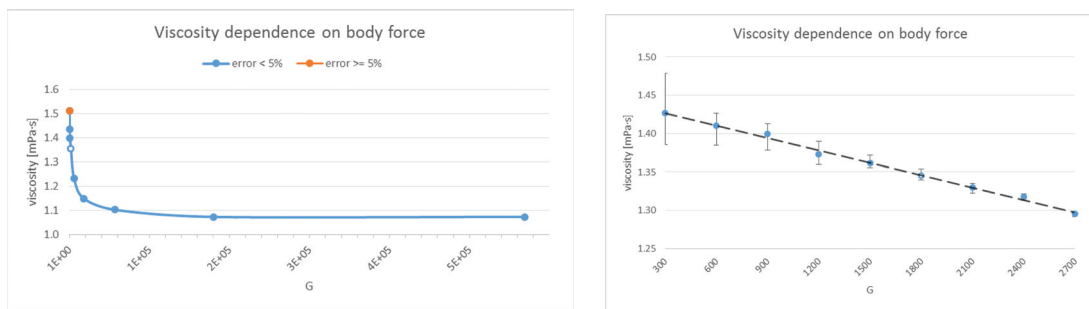 Viscosity dependence on body force
error < 5% error >= 5%
viscosity [mPa·s]
1.6
1.5
1.4
1.3
1.2
1.1
1.0
1E+00 1E+05 2E+05 3E+05 4E+05 5E+05
G
Viscosity dependence on body force
viscosity [mPa·s]
1.50
1.45
1.40
1.35
1.30
1.25
300 600 900 1200 1500 1800 2100 2400 2700
G